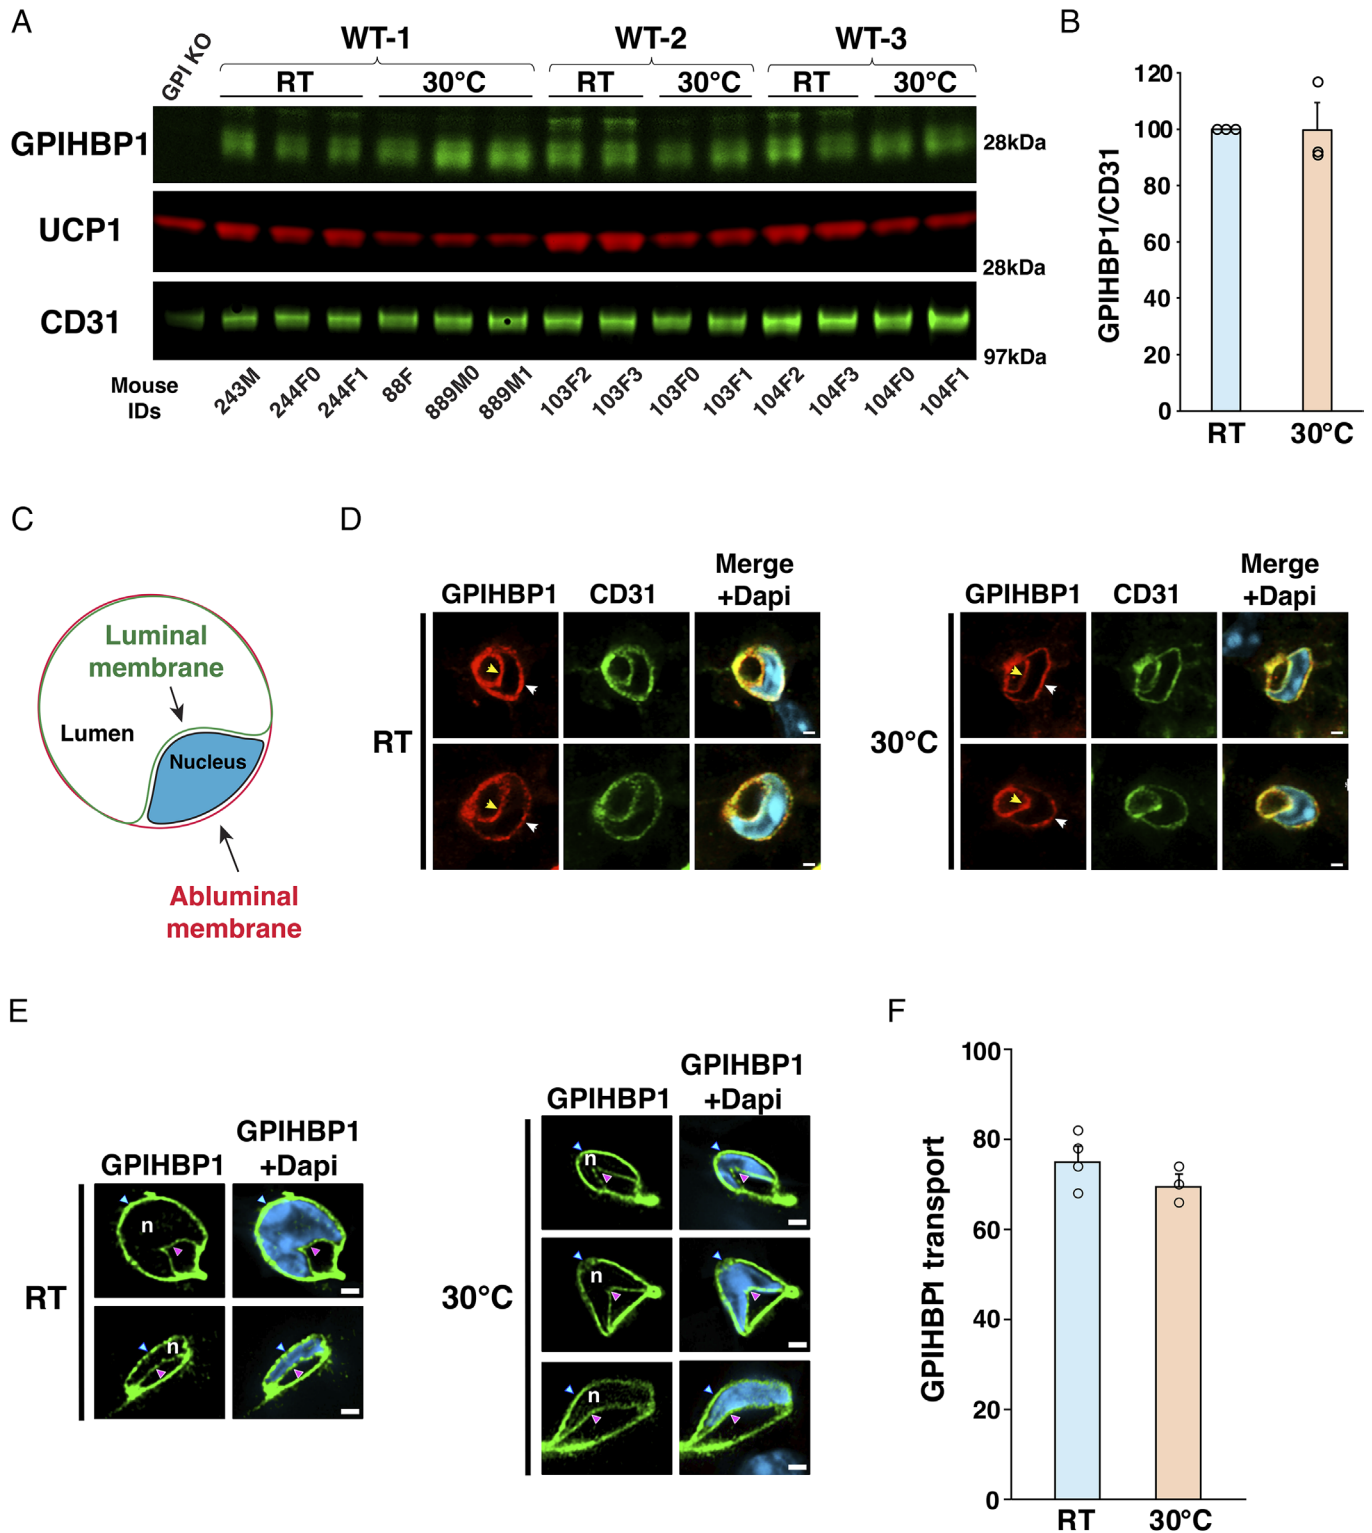 A
GPI KO
WT-1
WT-2
WT-3
RT
30°C
RT
30°C
RT
30°C
GPIHBP1
28kDa
UCP1
28kDa
CD31
97kDa
Mouse
IDs
243M
244F0
244F1
88F
889M0
889M1
103F2
103F3
103F0
103F1
104F2
104F3
104F0
104F1
B
GPIHBP1/CD31
120
100
80
60
40
20
0
RT
30°C
C
Luminal
membrane
Lumen
Nucleus
Abluminal
membrane
D
GPIHBP1
CD31
Merge
+Dapi
RT
GPIHBP1
CD31
Merge
+Dapi
30°C
E
GPIHBP1
GPIHBP1
+Dapi
RT
n
n
GPIHBP1
GPIHBP1
+Dapi
30°C
n
n
n
F
GPIHBP1 transport
100
80
60
40
20
0
RT
30°C